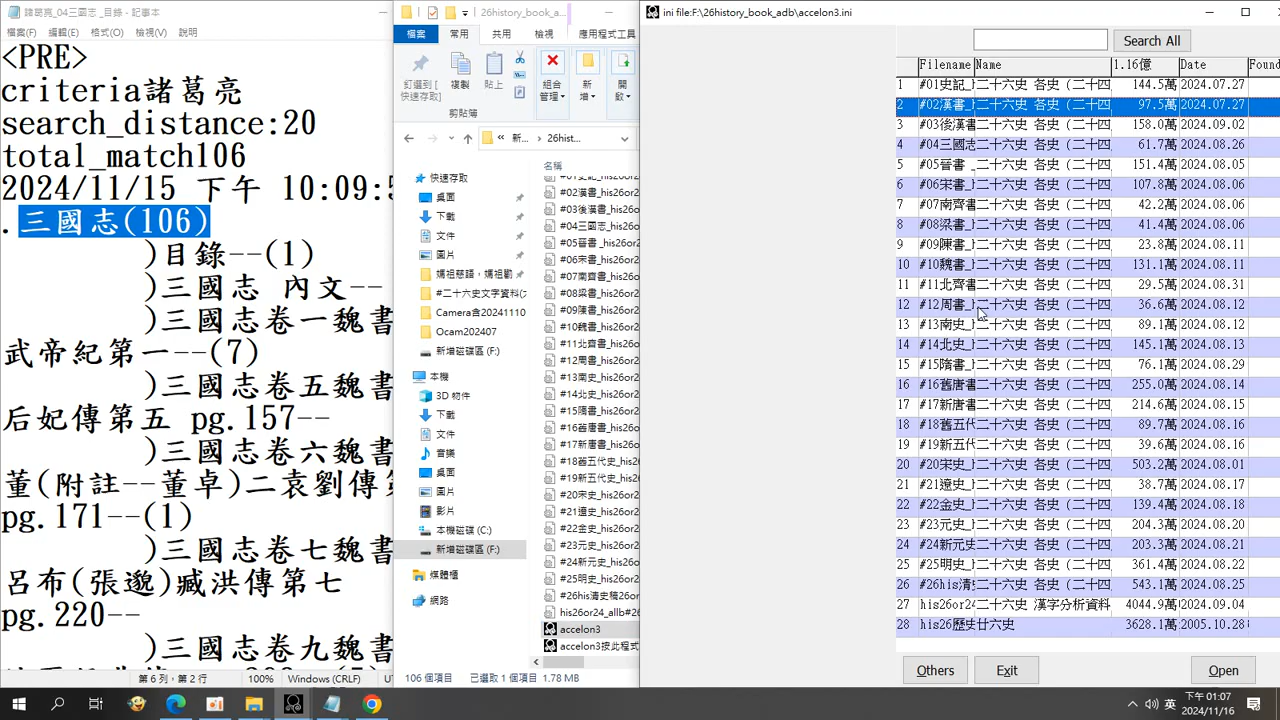 諸葛亮_04三國志 _目錄 - 記事本
檔案(F) 編輯(E) 格式(O) 檢視(V) 說明
<PRE>
criteria諸葛亮
search_distance:20
total_match106
2024/11/15 下午 10:09:5
.三國志(106)
)目錄--(1)
)三國志 內文--
)三國志卷一魏書
武帝紀第一--(7)
)三國志卷五魏書
后妃傳第五 pg.157--
)三國志卷六魏書
董(附註--董卓)二袁劉傳第
pg.171--(1)
)三國志卷七魏書
呂布(張邈)臧洪傳第七
pg.220--
)三國志卷九魏書
第 6 列，第 2 行 100% Windows (CRLF)
26history_book_a...
檔案 常用 共用 檢視 應用程式工具
釘選到 [快速存取] 複製 貼上 組合管理 新增 開啟
剪貼簿
« 新... › 26hist...
快速存取
桌面
下載
文件
圖片
#二十六史文字資料(
Camera含20241110
Ocam202407
新增磁碟區 (F:)
本機
3D 物件
下載
文件
音樂
桌面
圖片
影片
本機磁碟 (C:)
新增磁碟區 (F:)
媒體櫃
網路
名稱
#01史記_his26or2
#02漢書_his26or2
#03後漢書_his26o
#04三國志_his26o
#05晉書 _his26or
#06宋書_his26or2
#07南齊書_his26o
#08梁書_his26or2
#09陳書_his26or2
#10魏書_his26or2
#11北齊書_his26o
#12周書_his26or2
#13南史_his26or2
#14北史_his26or2
#15隋書_his26or2
#16舊唐書_his26o
#17新唐書_his26o
#18舊五代史_his2
#19新五代史_his2
#20宋史_his26or2
#21遼史_his26or2
#22金史_his26or2
#23元史_his26or2
#24新元史_his26o
#25明史_his26or2
#26his清史稿26or
his26or24_allb#26
accelon3
accelon3按此程式
106 個項目 已選取 1 個項目 1.78 MB
ini file:F:\26history_book_adb\accelon3.ini
Search All
Filename Name 1.16億 Date Found
1 #01史記_ 二十六史 各史（二十四 144.5萬 2024.07.28
2 #02漢書_ 二十六史 各史（二十四 97.5萬 2024.07.27
3 #03後漢書 二十六史 各史（二十四 158.0萬 2024.09.02
4 #04三國志 二十六史 各史（二十四 61.7萬 2024.08.26
5 #05晉書 _ 二十六史 各史（二十四 151.4萬 2024.08.05
6 #06宋書_ 二十六史 各史（二十四 107.8萬 2024.08.06
7 #07南齊書 二十六史 各史（二十四 42.2萬 2024.08.06
8 #08梁書_ 二十六史 各史（二十四 41.4萬 2024.08.06
9 #09陳書_ 二十六史 各史（二十四 23.8萬 2024.08.11
10 #10魏書_ 二十六史 各史（二十四 131.1萬 2024.08.11
11 #11北齊書 二十六史 各史（二十四 29.5萬 2024.08.31
12 #12周書_ 二十六史 各史（二十四 36.6萬 2024.08.12
13 #13南史_ 二十六史 各史（二十四 89.1萬 2024.08.12
14 #14北史_ 二十六史 各史（二十四 145.1萬 2024.08.12
15 #15隋書_ 二十六史 各史（二十四 76.1萬 2024.08.29
16 #16舊唐書 二十六史 各史（二十四 255.0萬 2024.08.14
17 #17新唐書 二十六史 各史（二十四 214.6萬 2024.08.15
18 #18舊五代 二十六史 各史（二十四 89.7萬 2024.08.16
19 #19新五代 二十六史 各史（二十四 39.6萬 2024.08.16
20 #20宋史_ 二十六史 各史（二十四 2024.08.01
21 #21遼史_ 二十六史 各史（二十四 38.7萬 2024.08.17
22 #22金史_ 二十六史 各史（二十四 139.4萬 2024.08.18
23 #23元史_ 二十六史 各史（二十四 204.3萬 2024.08.19
24 #24新元史 二十六史 各史（二十四 203.3萬 2024.08.21
25 #25明史_ 二十六史 各史（二十四 361.4萬 2024.08.22
26 #26his清 二十六史 各史（二十四 543.1萬 2024.08.25
27 his26or24 二十六史 漢字分析資料 4044.9萬 2024.09.01
28 his26歷史 廿六史 3628.1萬 2005.10.28
Others Exit Open
下午 01:07
2024/11/16